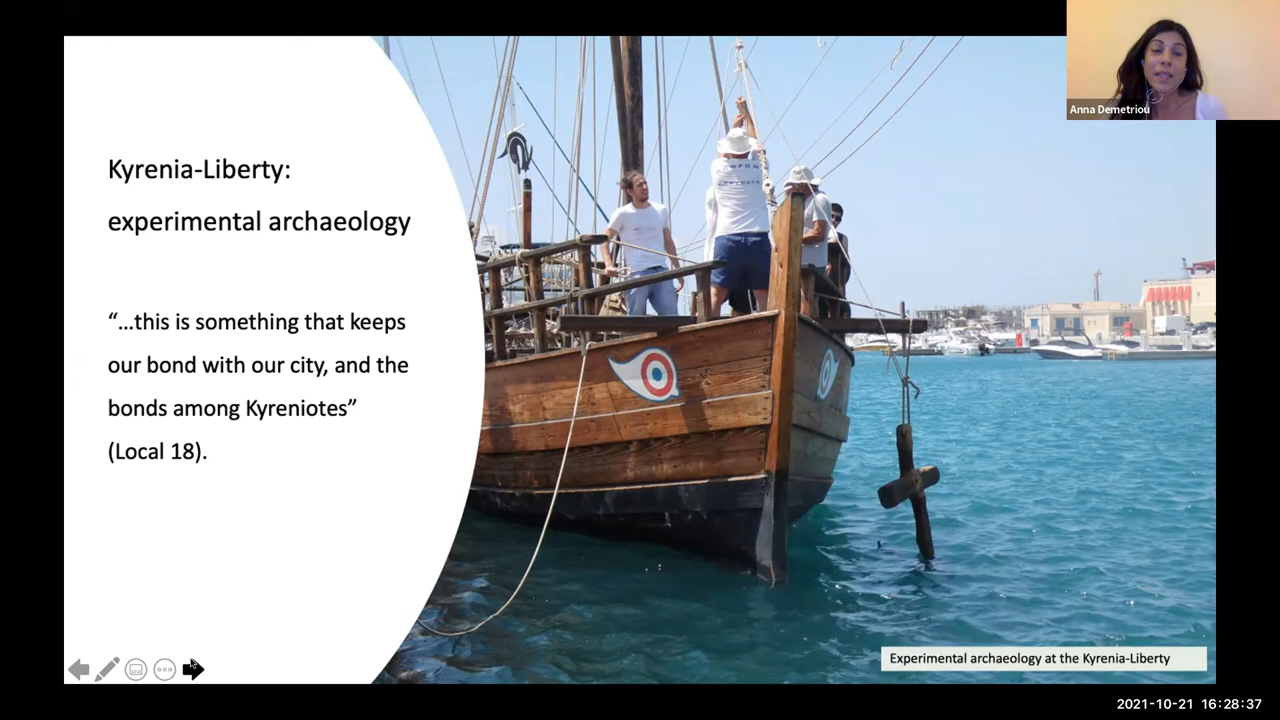 Anna Demetriou
Kyrenia-Liberty:
experimental archaeology
“…this is something that keeps
our bond with our city, and the
bonds among Kyreniotes”
(Local 18).
Experimental archaeology at the Kyrenia-Liberty
2021-10-21 16:28:37